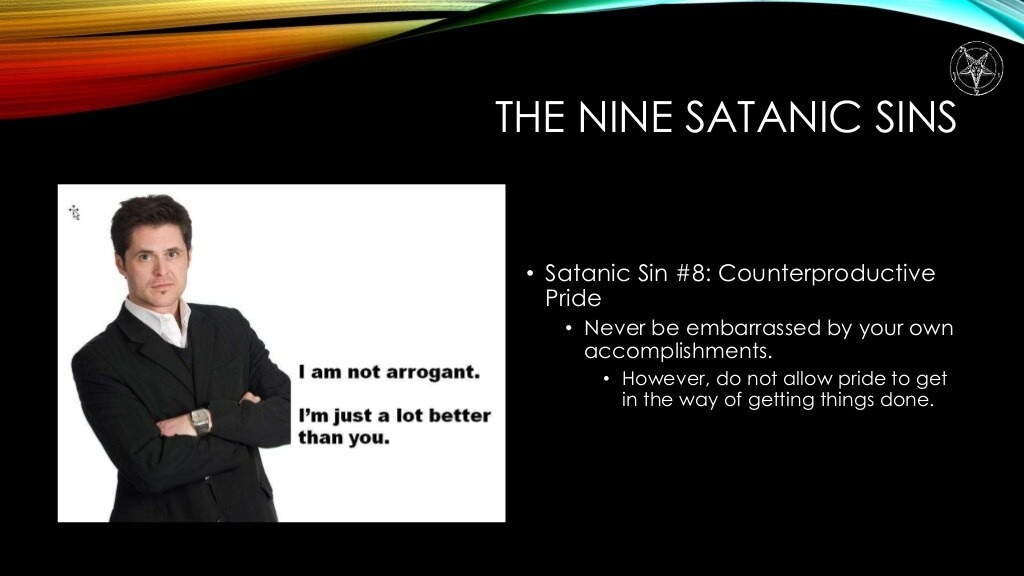 THE NINE SATANIC SINS
I am not arrogant.
I'm just a lot better
than you.
• Satanic Sin #8: Counterproductive
Pride
• Never be embarrassed by your own
accomplishments.
• However, do not allow pride to get
in the way of getting things done.